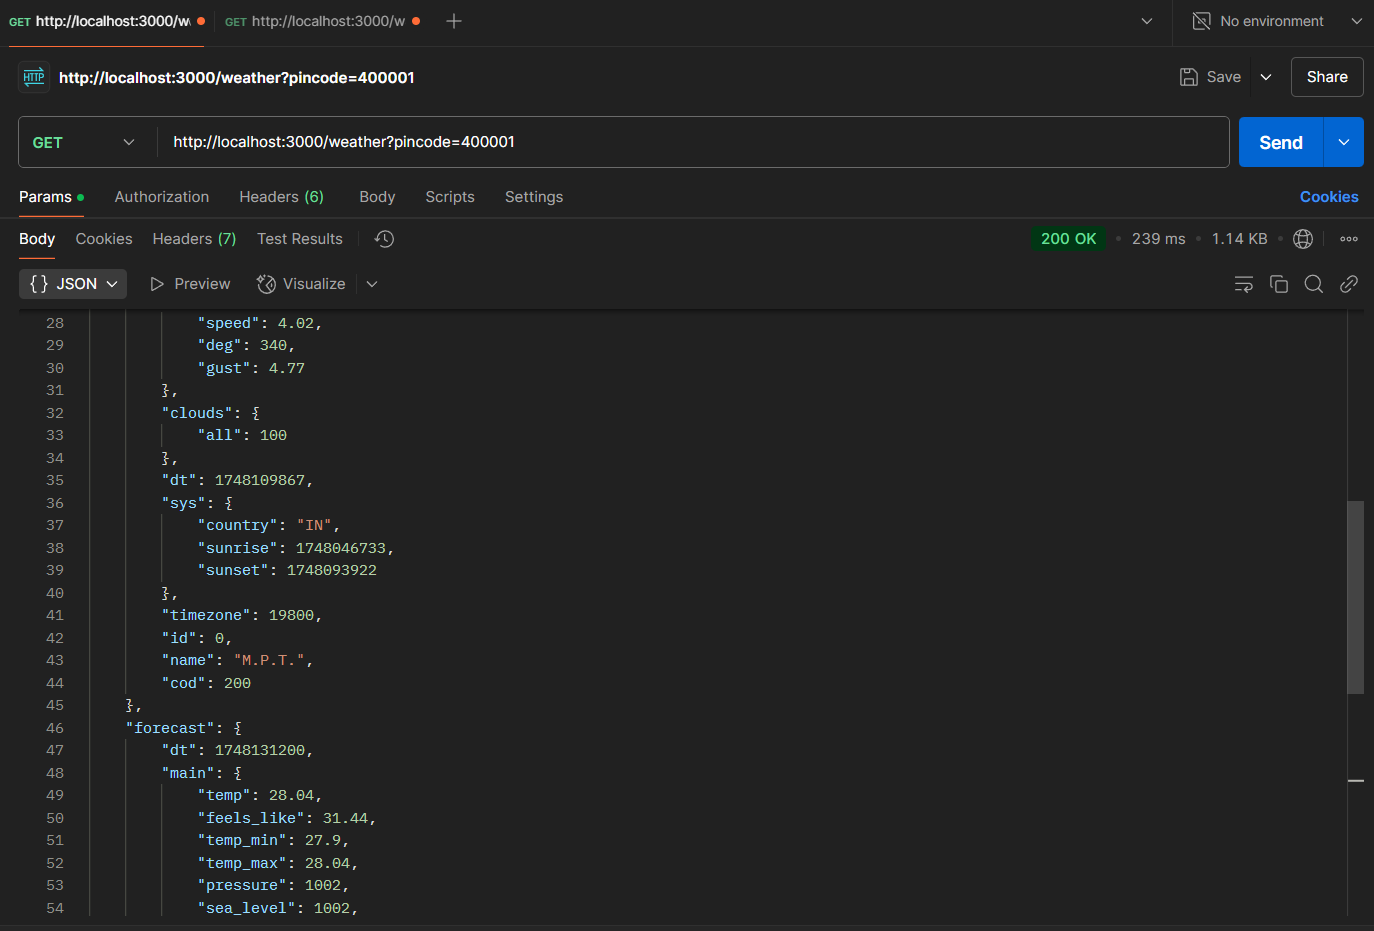 GET http://localhost:3000/w GET http://localhost:3000/w No environment
HTTP http://localhost:3000/weather?pincode=400001 Save Share
GET http://localhost:3000/weather?pincode=400001 Send
Params Authorization Headers (6) Body Scripts Settings Cookies
Body Cookies Headers (7) Test Results 200 OK 239 ms 1.14 KB
{} JSON Preview Visualize
28 "speed": 4.02,
29 "deg": 340,
30 "gust": 4.77
31 },
32 "clouds": {
33 "all": 100
34 },
35 "dt": 1748109867,
36 "sys": {
37 "country": "IN",
38 "sunrise": 1748046733,
39 "sunset": 1748093922
40 },
41 "timezone": 19800,
42 "id": 0,
43 "name": "M.P.T.",
44 "cod": 200
45 },
46 "forecast": {
47 "dt": 1748131200,
48 "main": {
49 "temp": 28.04,
50 "feels_like": 31.44,
51 "temp_min": 27.9,
52 "temp_max": 28.04,
53 "pressure": 1002,
54 "sea_level": 1002,